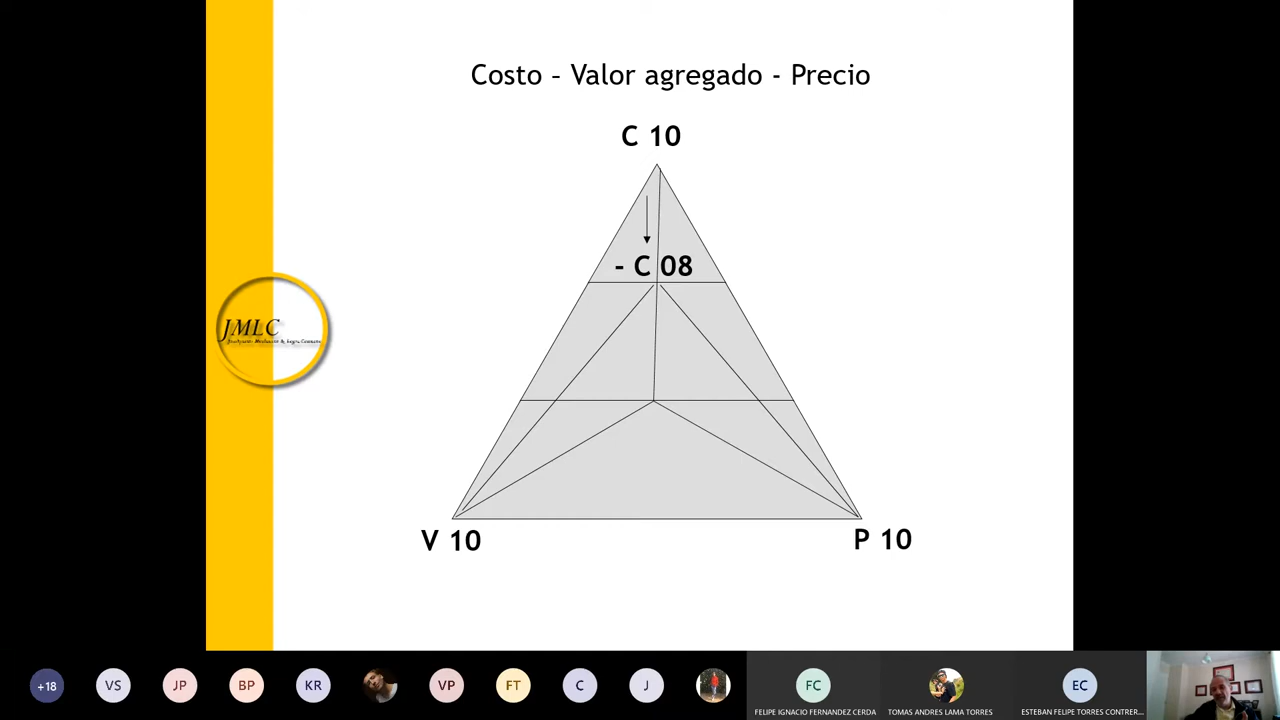 Costo – Valor agregado - Precio
C 10
- C 08
JMLC
V 10
P 10
+18
VS
JP
BP
KR
VP
FT
C
J
FC
EC
FELIPE IGNACIO FERNANDEZ CERDA
TOMAS ANDRES LAMA TORRES
ESTEBAN FELIPE TORRES CONTRER...